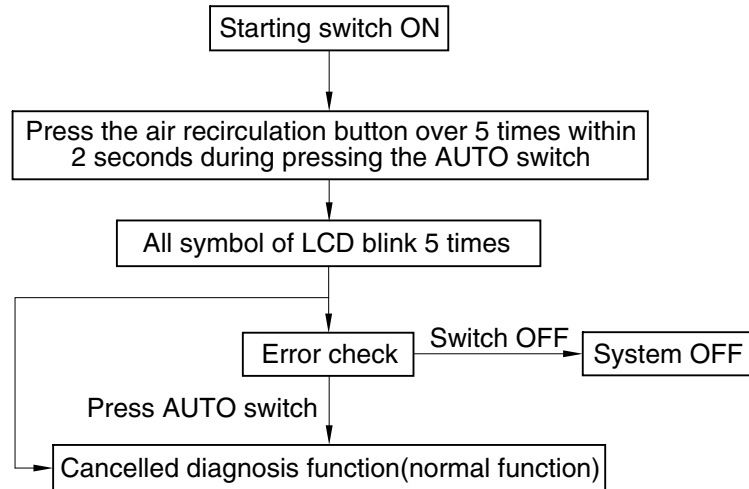 Starting switch ON
Press the air recirculation button over 5 times within
2 seconds during pressing the AUTO switch
All symbol of LCD blink 5 times
Error check
Switch OFF
System OFF
Press AUTO switch
Cancelled diagnosis function(normal function)